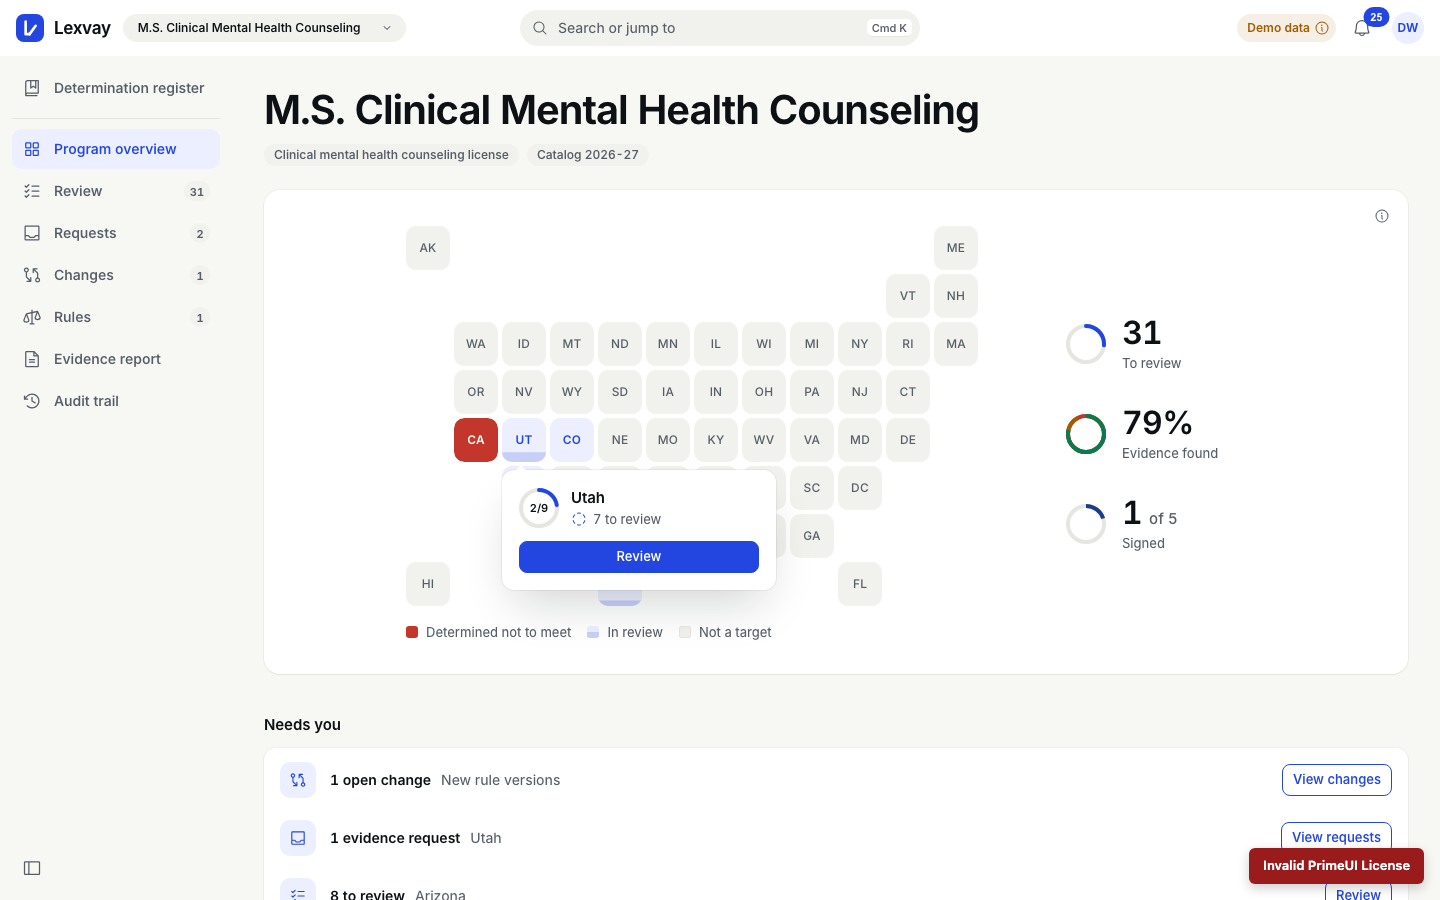 Lexvay
M.S. Clinical Mental Health Counseling
Search or jump to
Cmd K
Demo data
25
DW
Determination register
Program overview
Review 31
Requests 2
Changes 1
Rules 1
Evidence report
Audit trail
M.S. Clinical Mental Health Counseling
Clinical mental health counseling license
Catalog 2026-27
AK ME
VT NH
WA ID MT ND MN IL WI MI NY RI MA
OR NV WY SD IA IN OH PA NJ CT
CA UT CO NE MO KY WV VA MD DE
SC DC
GA
HI FL
2/9
Utah
7 to review
Review
Determined not to meet
In review
Not a target
31
To review
79%
Evidence found
1 of 5
Signed
Needs you
1 open change New rule versions
View changes
1 evidence request Utah
View requests
8 to review Arizona
Review
Invalid PrimeUI License